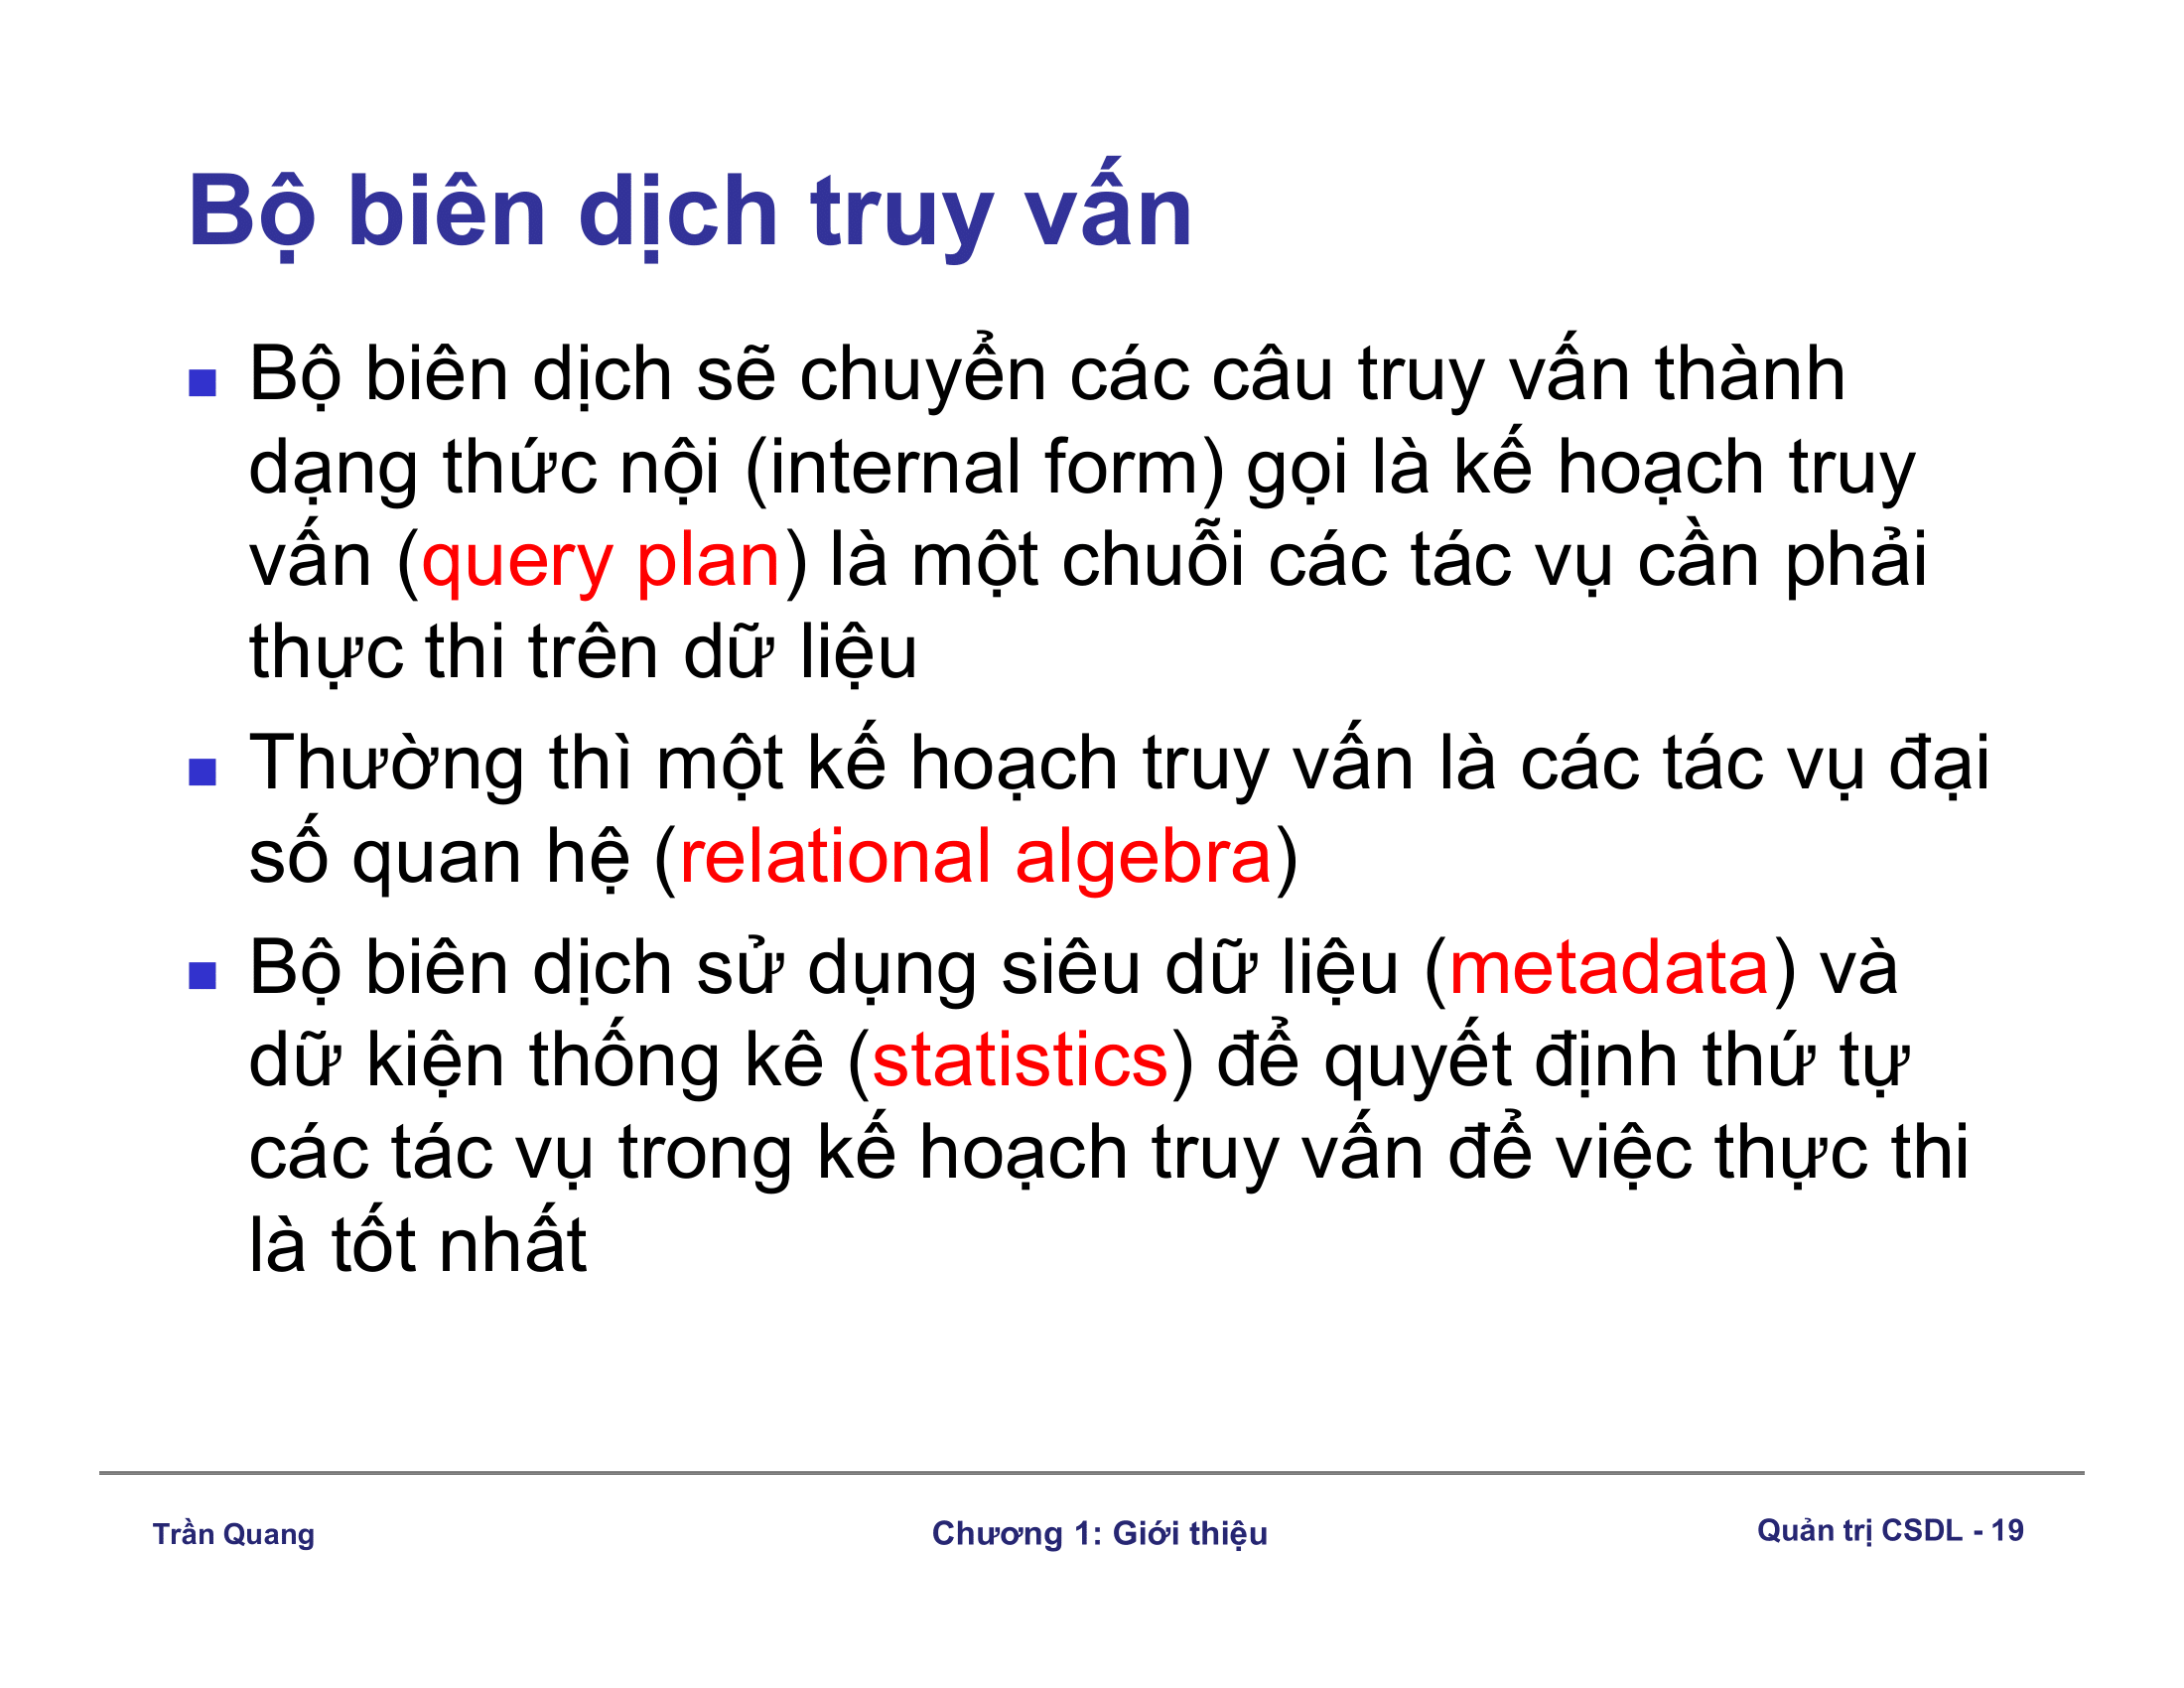 Bộ biên dịch truy vấn
Bộ biên dịch sẽ chuyển các câu truy vấn thành
dạng thức nội (internal form) gọi là kế hoạch truy
vấn (query plan) là một chuỗi các tác vụ cần phải
thực thi trên dữ liệu
Thường thì một kế hoạch truy vấn là các tác vụ đại
số quan hệ (relational algebra)
Bộ biên dịch sử dụng siêu dữ liệu (metadata) và
dữ kiện thống kê (statistics) để quyết định thứ tự
các tác vụ trong kế hoạch truy vấn để việc thực thi
là tốt nhất
Trần Quang
Chương 1: Giới thiệu
Quản trị CSDL - 19